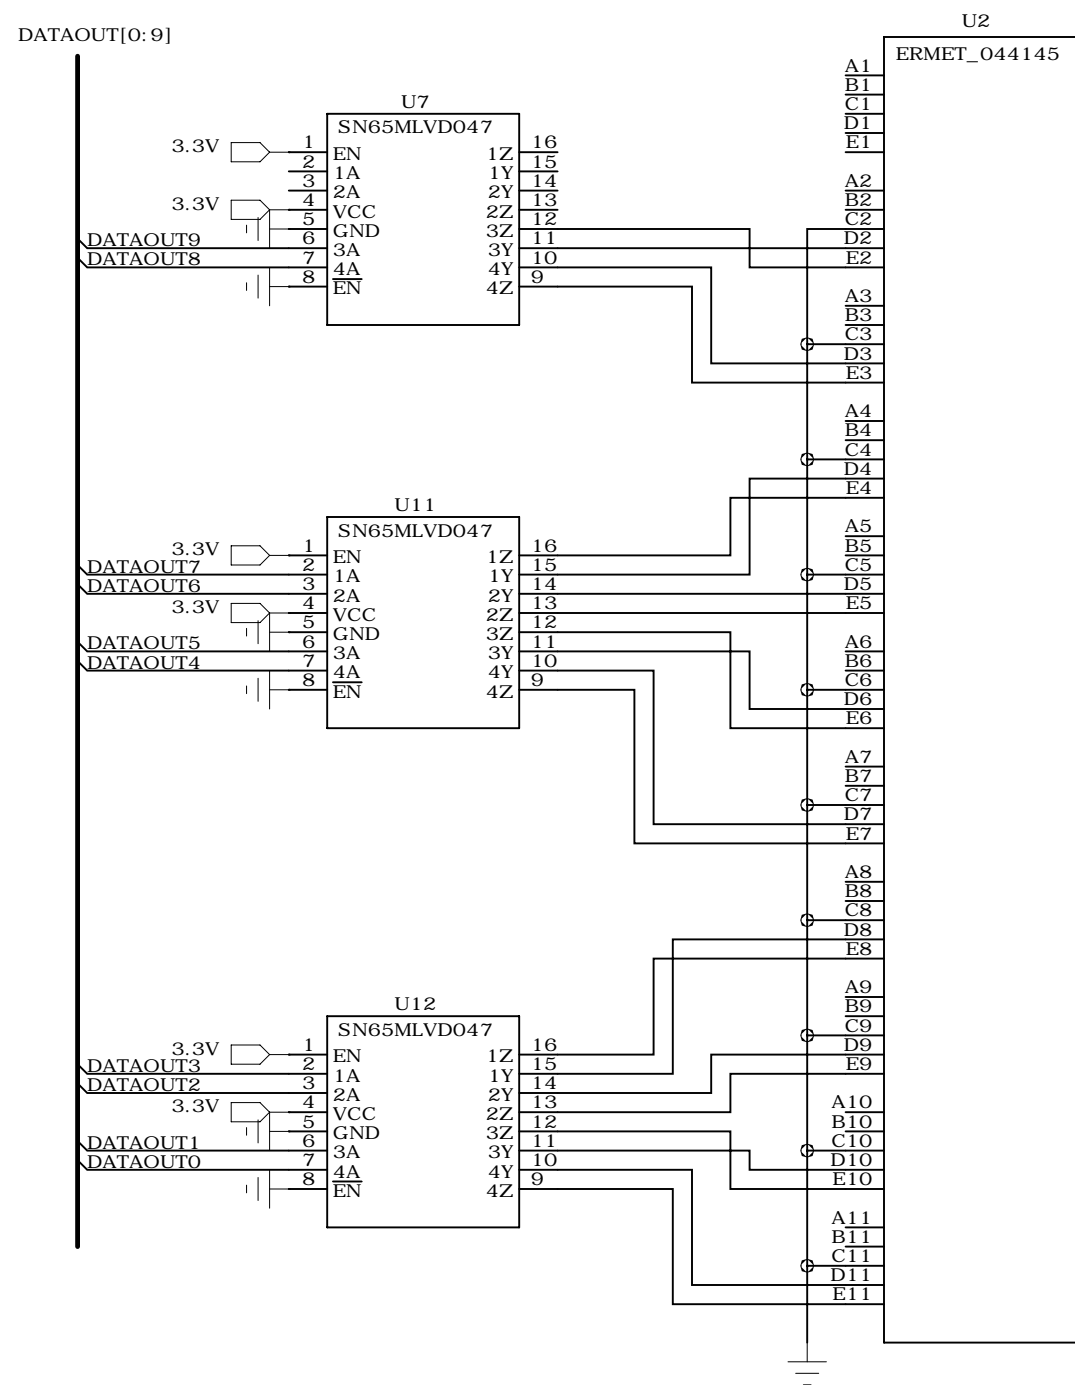 DATAOUT[0:9]
U2
ERMET_044145
A1
B1
C1
D1
E1
A2
B2
C2
D2
E2
A3
B3
C3
D3
E3
A4
B4
C4
D4
E4
A5
B5
C5
D5
E5
A6
B6
C6
D6
E6
A7
B7
C7
D7
E7
A8
B8
C8
D8
E8
A9
B9
C9
D9
E9
A10
B10
C10
D10
E10
A11
B11
C11
D11
E11
U7
SN65MLVD047
3.3V 1 EN 1Z 16
2 1A 1Y 15
3 2A 2Y 14
3.3V 4 VCC 2Z 13
5 GND 3Z 12
DATAOUT9 6 3A 3Y 11
DATAOUT8 7 4A 4Y 10
8 EN 4Z 9
U11
SN65MLVD047
3.3V 1 EN 1Z 16
DATAOUT7 2 1A 1Y 15
DATAOUT6 3 2A 2Y 14
3.3V 4 VCC 2Z 13
5 GND 3Z 12
DATAOUT5 6 3A 3Y 11
DATAOUT4 7 4A 4Y 10
8 EN 4Z 9
U12
SN65MLVD047
3.3V 1 EN 1Z 16
DATAOUT3 2 1A 1Y 15
DATAOUT2 3 2A 2Y 14
3.3V 4 VCC 2Z 13
5 GND 3Z 12
DATAOUT1 6 3A 3Y 11
DATAOUT0 7 4A 4Y 10
8 EN 4Z 9